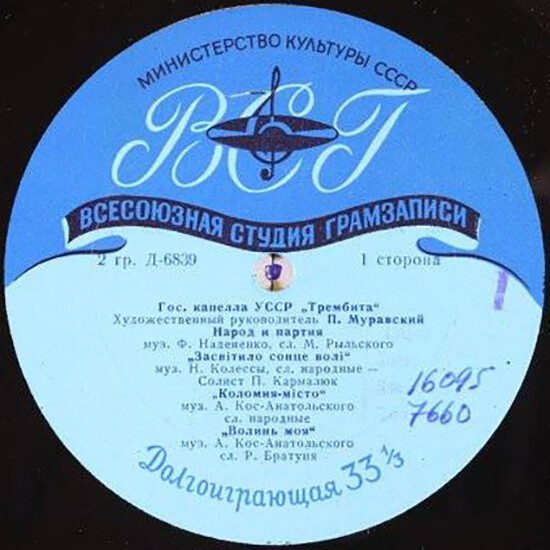 МИНИСТЕРСТВО КУЛЬТУРЫ СССР
ВСГ
ВСЕСОЮЗНАЯ СТУДИЯ ГРАМЗАПИСИ
2 гр. Д-6839 1 сторона
Гос. капелла УССР „Трембита“
Художественный руководитель П. Муравский
Народ и партия
муз. Ф. Надененко, сл. М. Рыльского
„Засвітило сонце волі“
муз. Н. Колессы, сл. народные —
Солист П. Кармалюк
„Коломия-місто“
муз. А. Кос-Анатольского
сл. народные
„Волинь моя“
муз. А. Кос-Анатольского
сл. Р. Братуня
16095
7660
Долгоиграющая 33 1/3